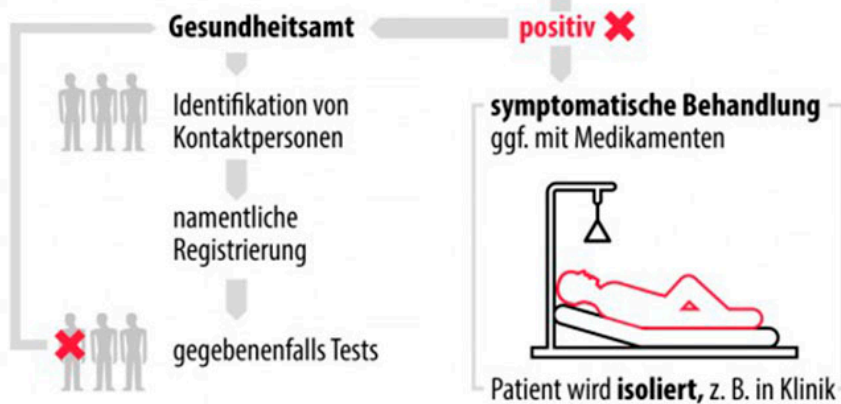 Gesundheitsamt
positiv
Identifikation von
Kontaktpersonen
namentliche
Registrierung
gegebenenfalls Tests
symptomatische Behandlung
ggf. mit Medikamenten
Patient wird isoliert, z. B. in Klinik